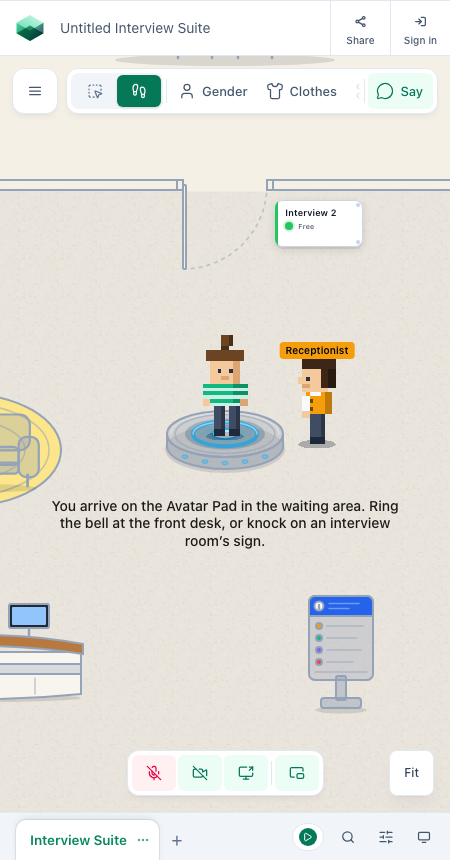 Untitled Interview Suite
Share
Sign in
Gender
Clothes
Say
Interview 2
Free
Receptionist
You arrive on the Avatar Pad in the waiting area. Ring
the bell at the front desk, or knock on an interview
room’s sign.
Fit
Interview Suite